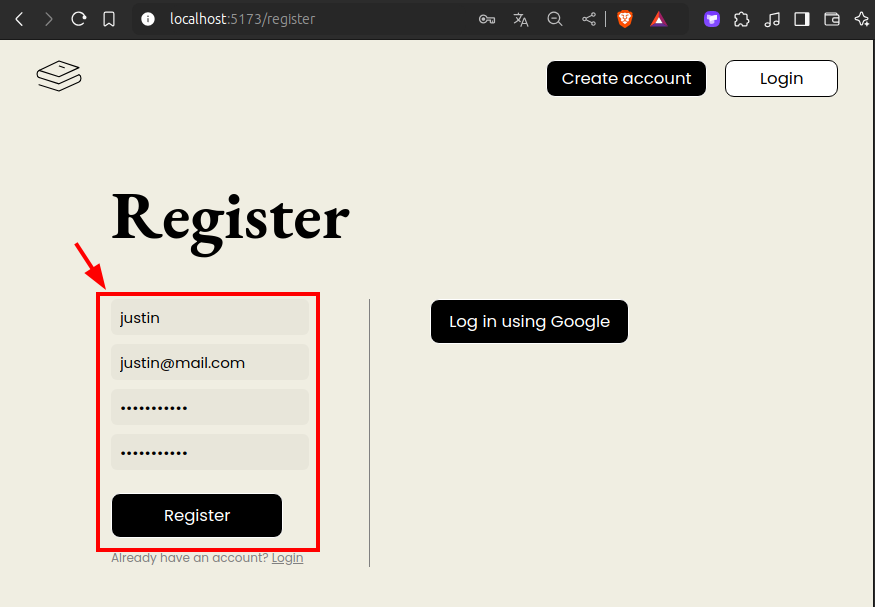 localhost:5173/register
Create account
Login
Register
justin
justin@mail.com
•••••••••••
•••••••••••
Register
Already have an account? Login
Log in using Google